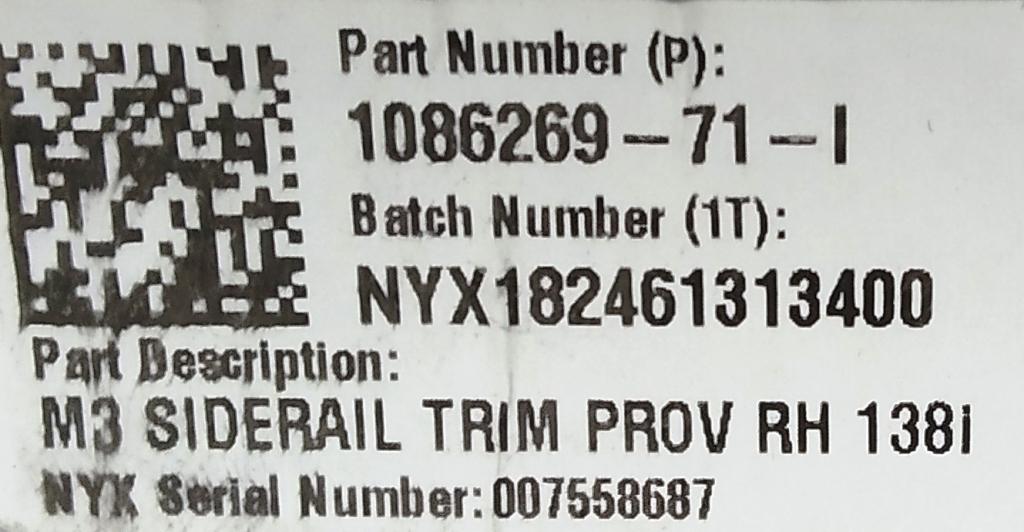 Part Number (P):
1086269-71-I
Batch Number (1T):
NYX182461313400
Part Description:
M3 SIDERAIL TRIM PROV RH 138i
NYX Serial Number: 007558687